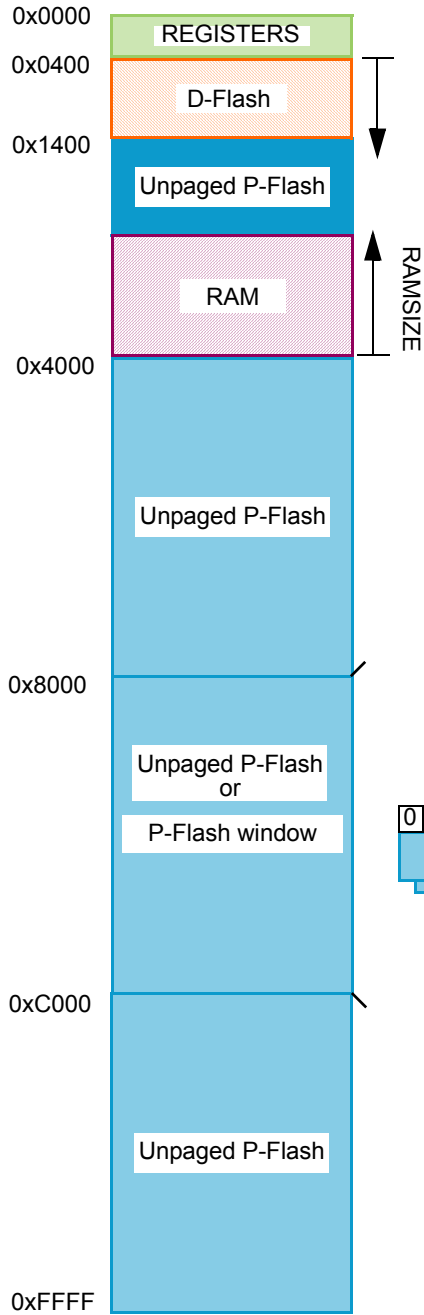 0x0000
REGISTERS
0x0400
D-Flash
0x1400
Unpaged P-Flash
RAM
RAMSIZE
0x4000
Unpaged P-Flash
0x8000
Unpaged P-Flash
or
P-Flash window
0
0xC000
Unpaged P-Flash
0xFFFF